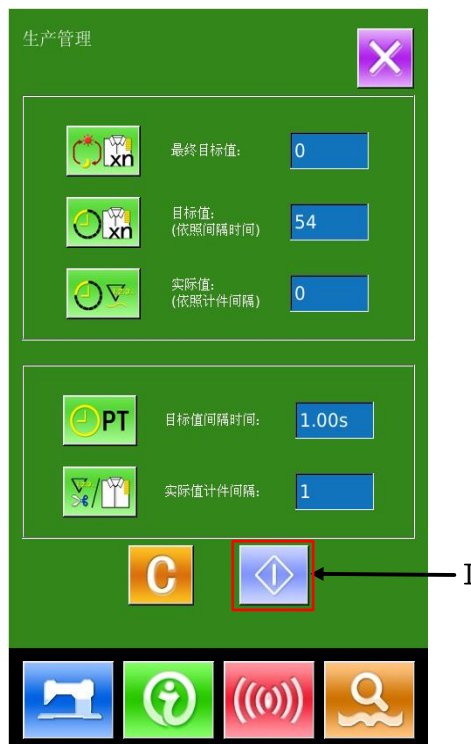 生产管理
xn
最终目标值:
0
xn
目标值:
(依照间隔时间)
54
实际值:
(依照计件间隔)
0
PT
目标值间隔时间:
1.00s
实际值计件间隔:
1
C
I